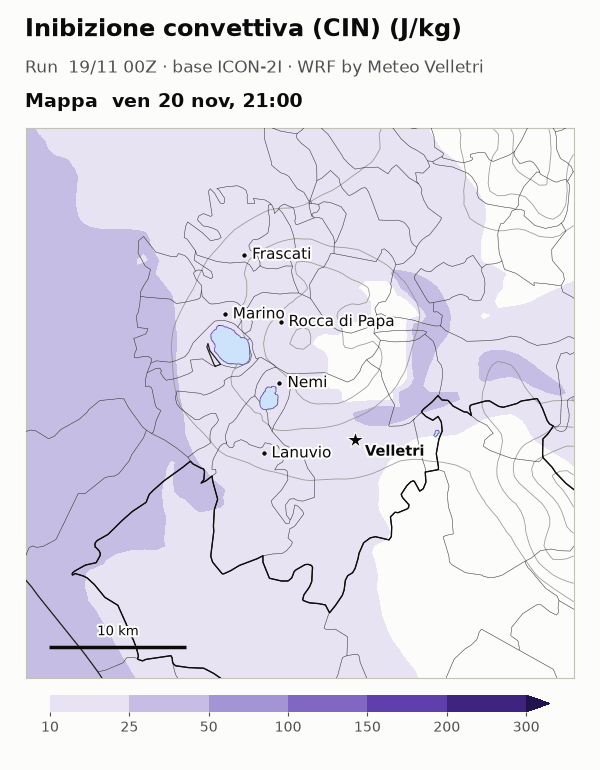 Inibizione convettiva (CIN) (J/kg)
Run  19/11 00Z · base ICON-2I · WRF by Meteo Velletri
Mappa  ven 20 nov, 21:00
Frascati
Marino
Rocca di Papa
Nemi
Velletri
Lanuvio
10 km
10 25 50 100 150 200 300